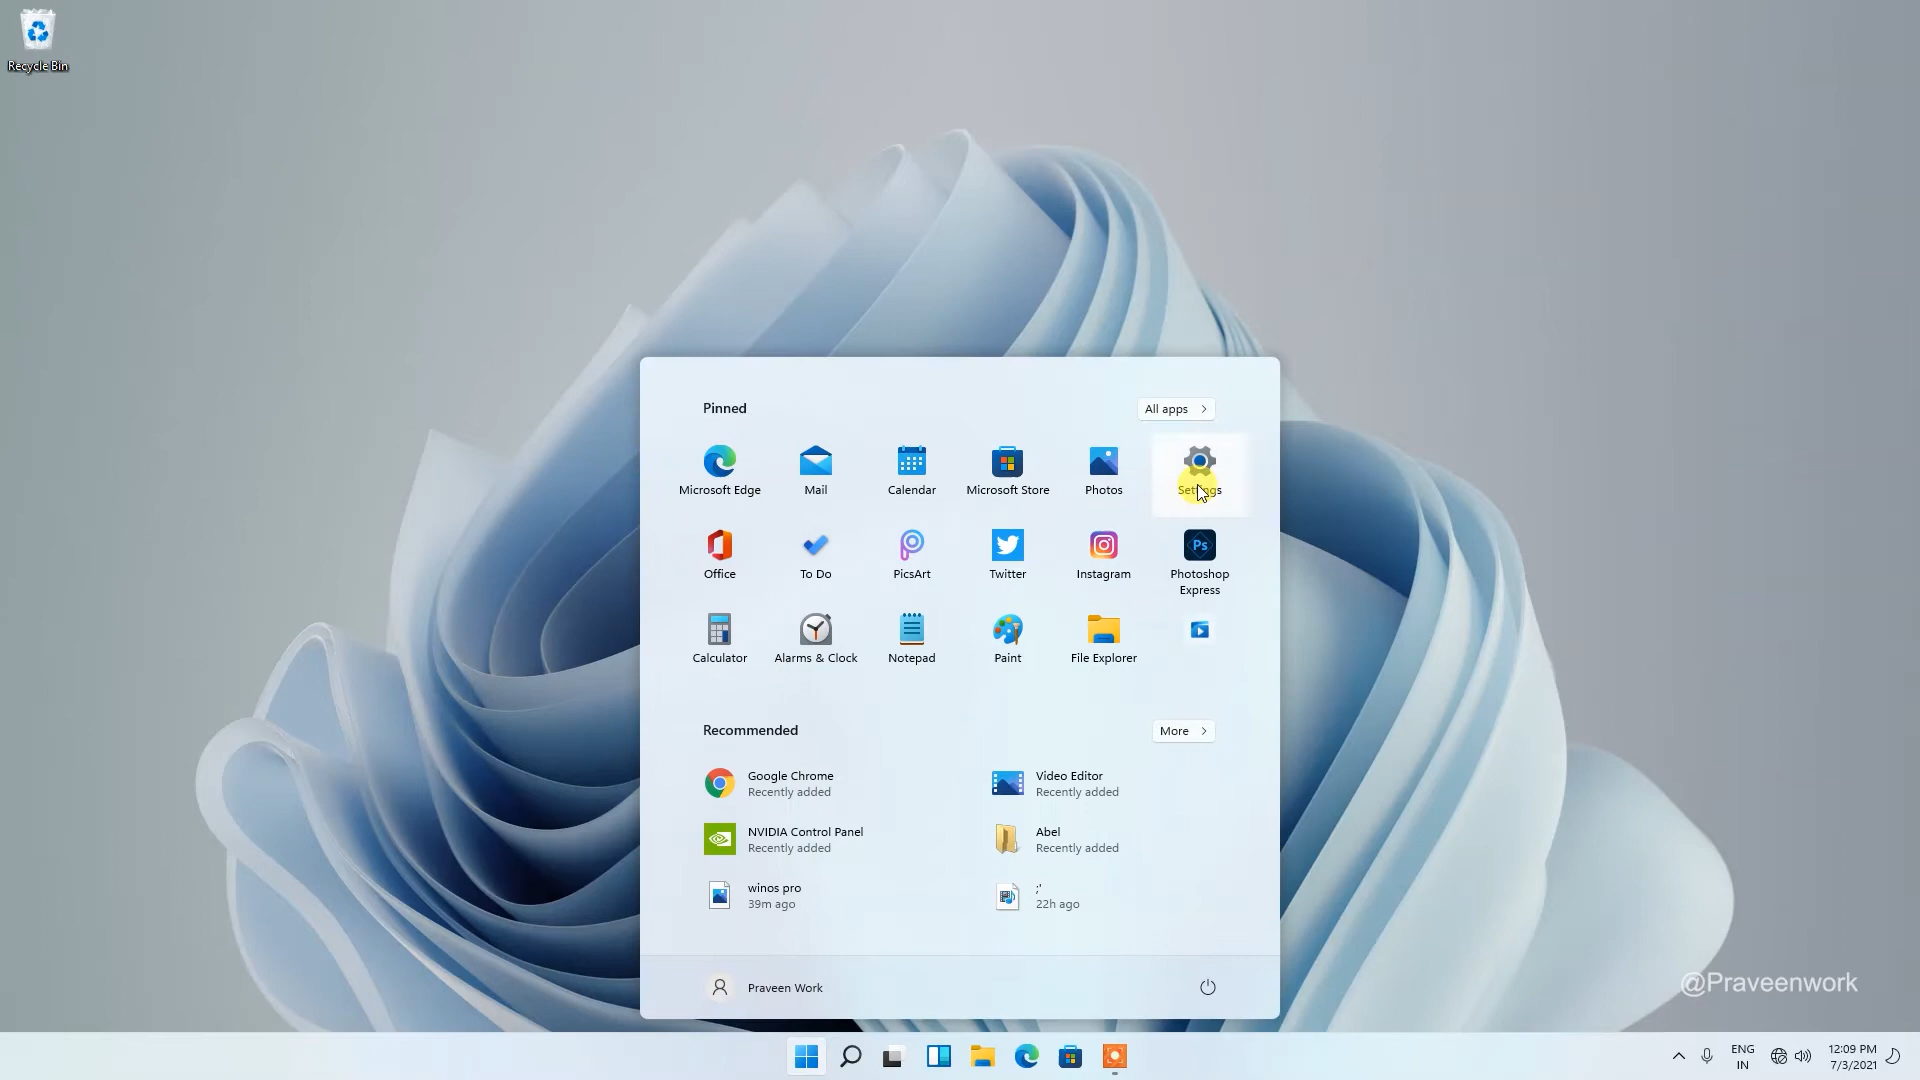 Recycle Bin
Pinned
All apps
Microsoft Edge
Mail
Calendar
Microsoft Store
Photos
Settings
Office
To Do
PicsArt
Twitter
Instagram
Ps
Photoshop
Express
Calculator
Alarms & Clock
Notepad
Paint
File Explorer
Recommended
More
Google Chrome
Recently added
Video Editor
Recently added
NVIDIA Control Panel
Recently added
Abel
Recently added
winos pro
39m ago
;'
22h ago
Praveen Work
@Praveenwork
ENG
IN
12:09 PM
7/3/2021